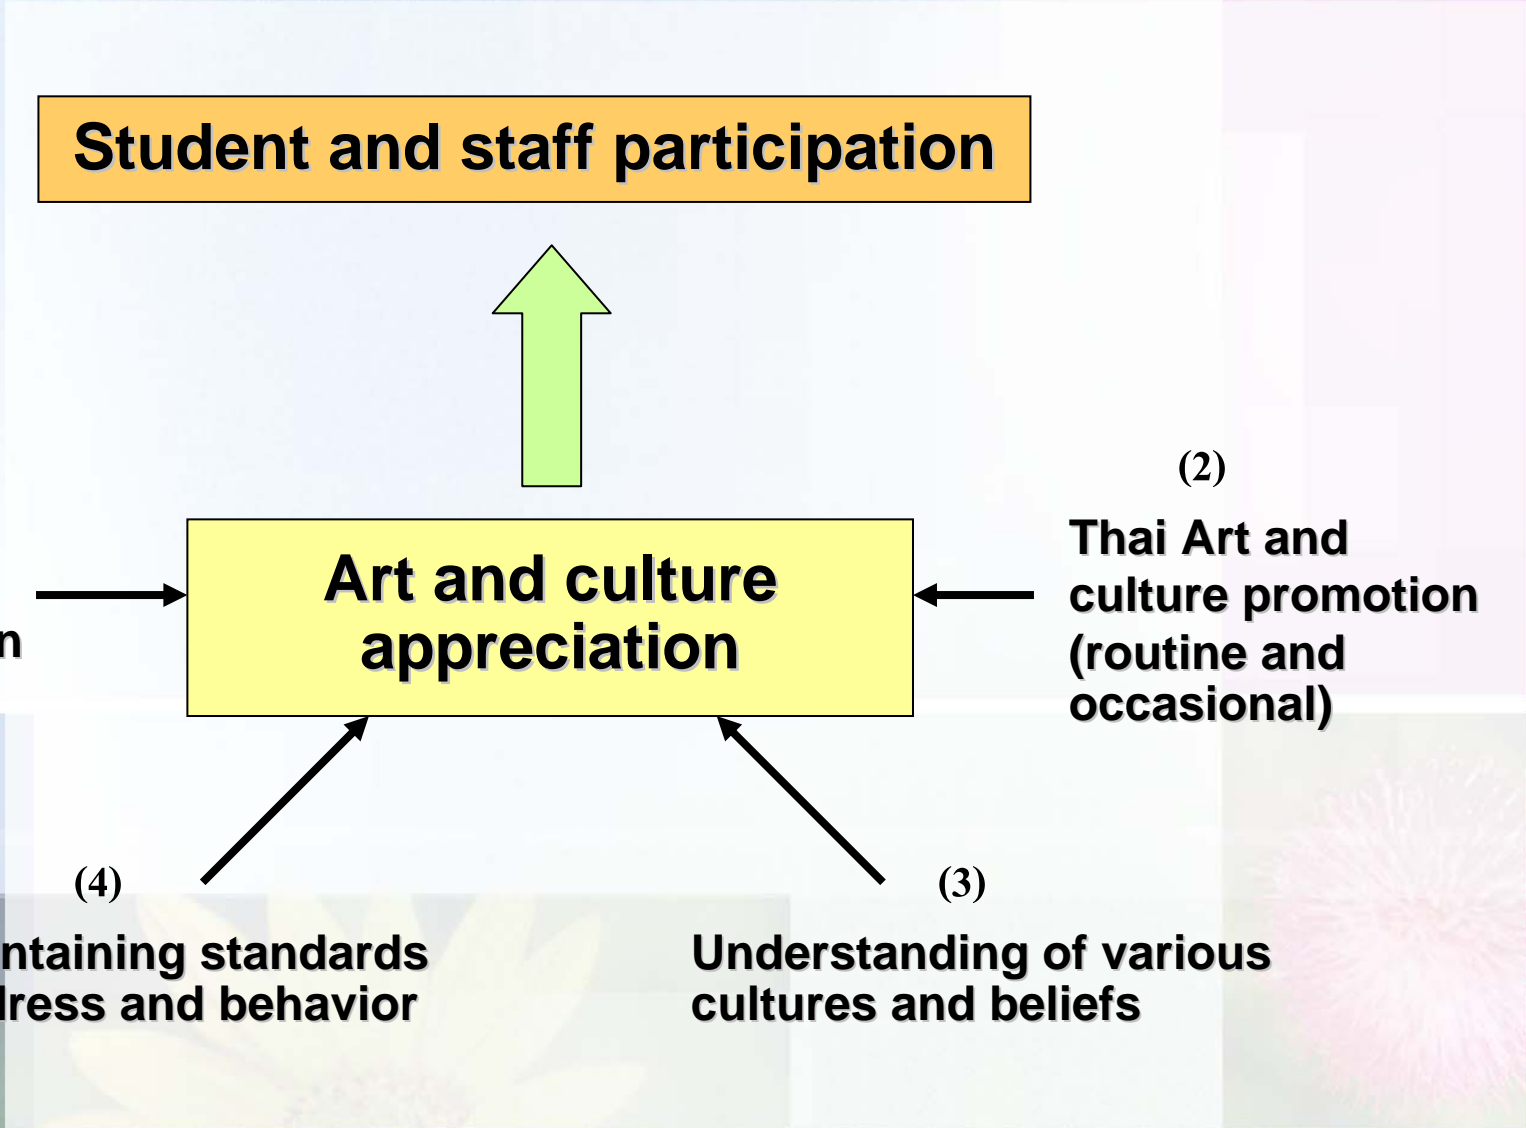 Student and staff participation
Art and culture
appreciation
(2)
Thai Art and
culture promotion
(routine and
occasional)
(4)
ntaining standards
ress and behavior
(3)
Understanding of various
cultures and beliefs